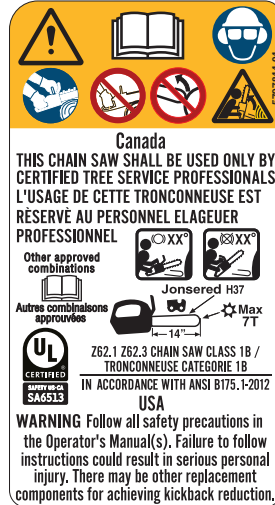 Canada
THIS CHAIN SAW SHALL BE USED ONLY BY
CERTIFIED TREE SERVICE PROFESSIONALS
L'USAGE DE CETTE TRONCONNEUSE EST
RÈSERVÈ AU PERSONNEL ELAGEUER
PROFESSIONNEL
XX°
XX°
Other approved
combinations
Autres combinaisons
approuvées
Jonsered H37
14"
Max
7T
UL
CERTIFIED
SAFETY US-CA
SA6513
Z62.1 Z62.3 CHAIN SAW CLASS 1B /
TRONCONNEUSE CATEGORIE 1B
IN ACCORDANCE WITH ANSI B175.1-2012
USA
WARNING Follow all safety precautions in
the Operator's Manual(s). Failure to follow
instructions could result in serious personal
injury. There may be other replacement
components for achieving kickback reduction.